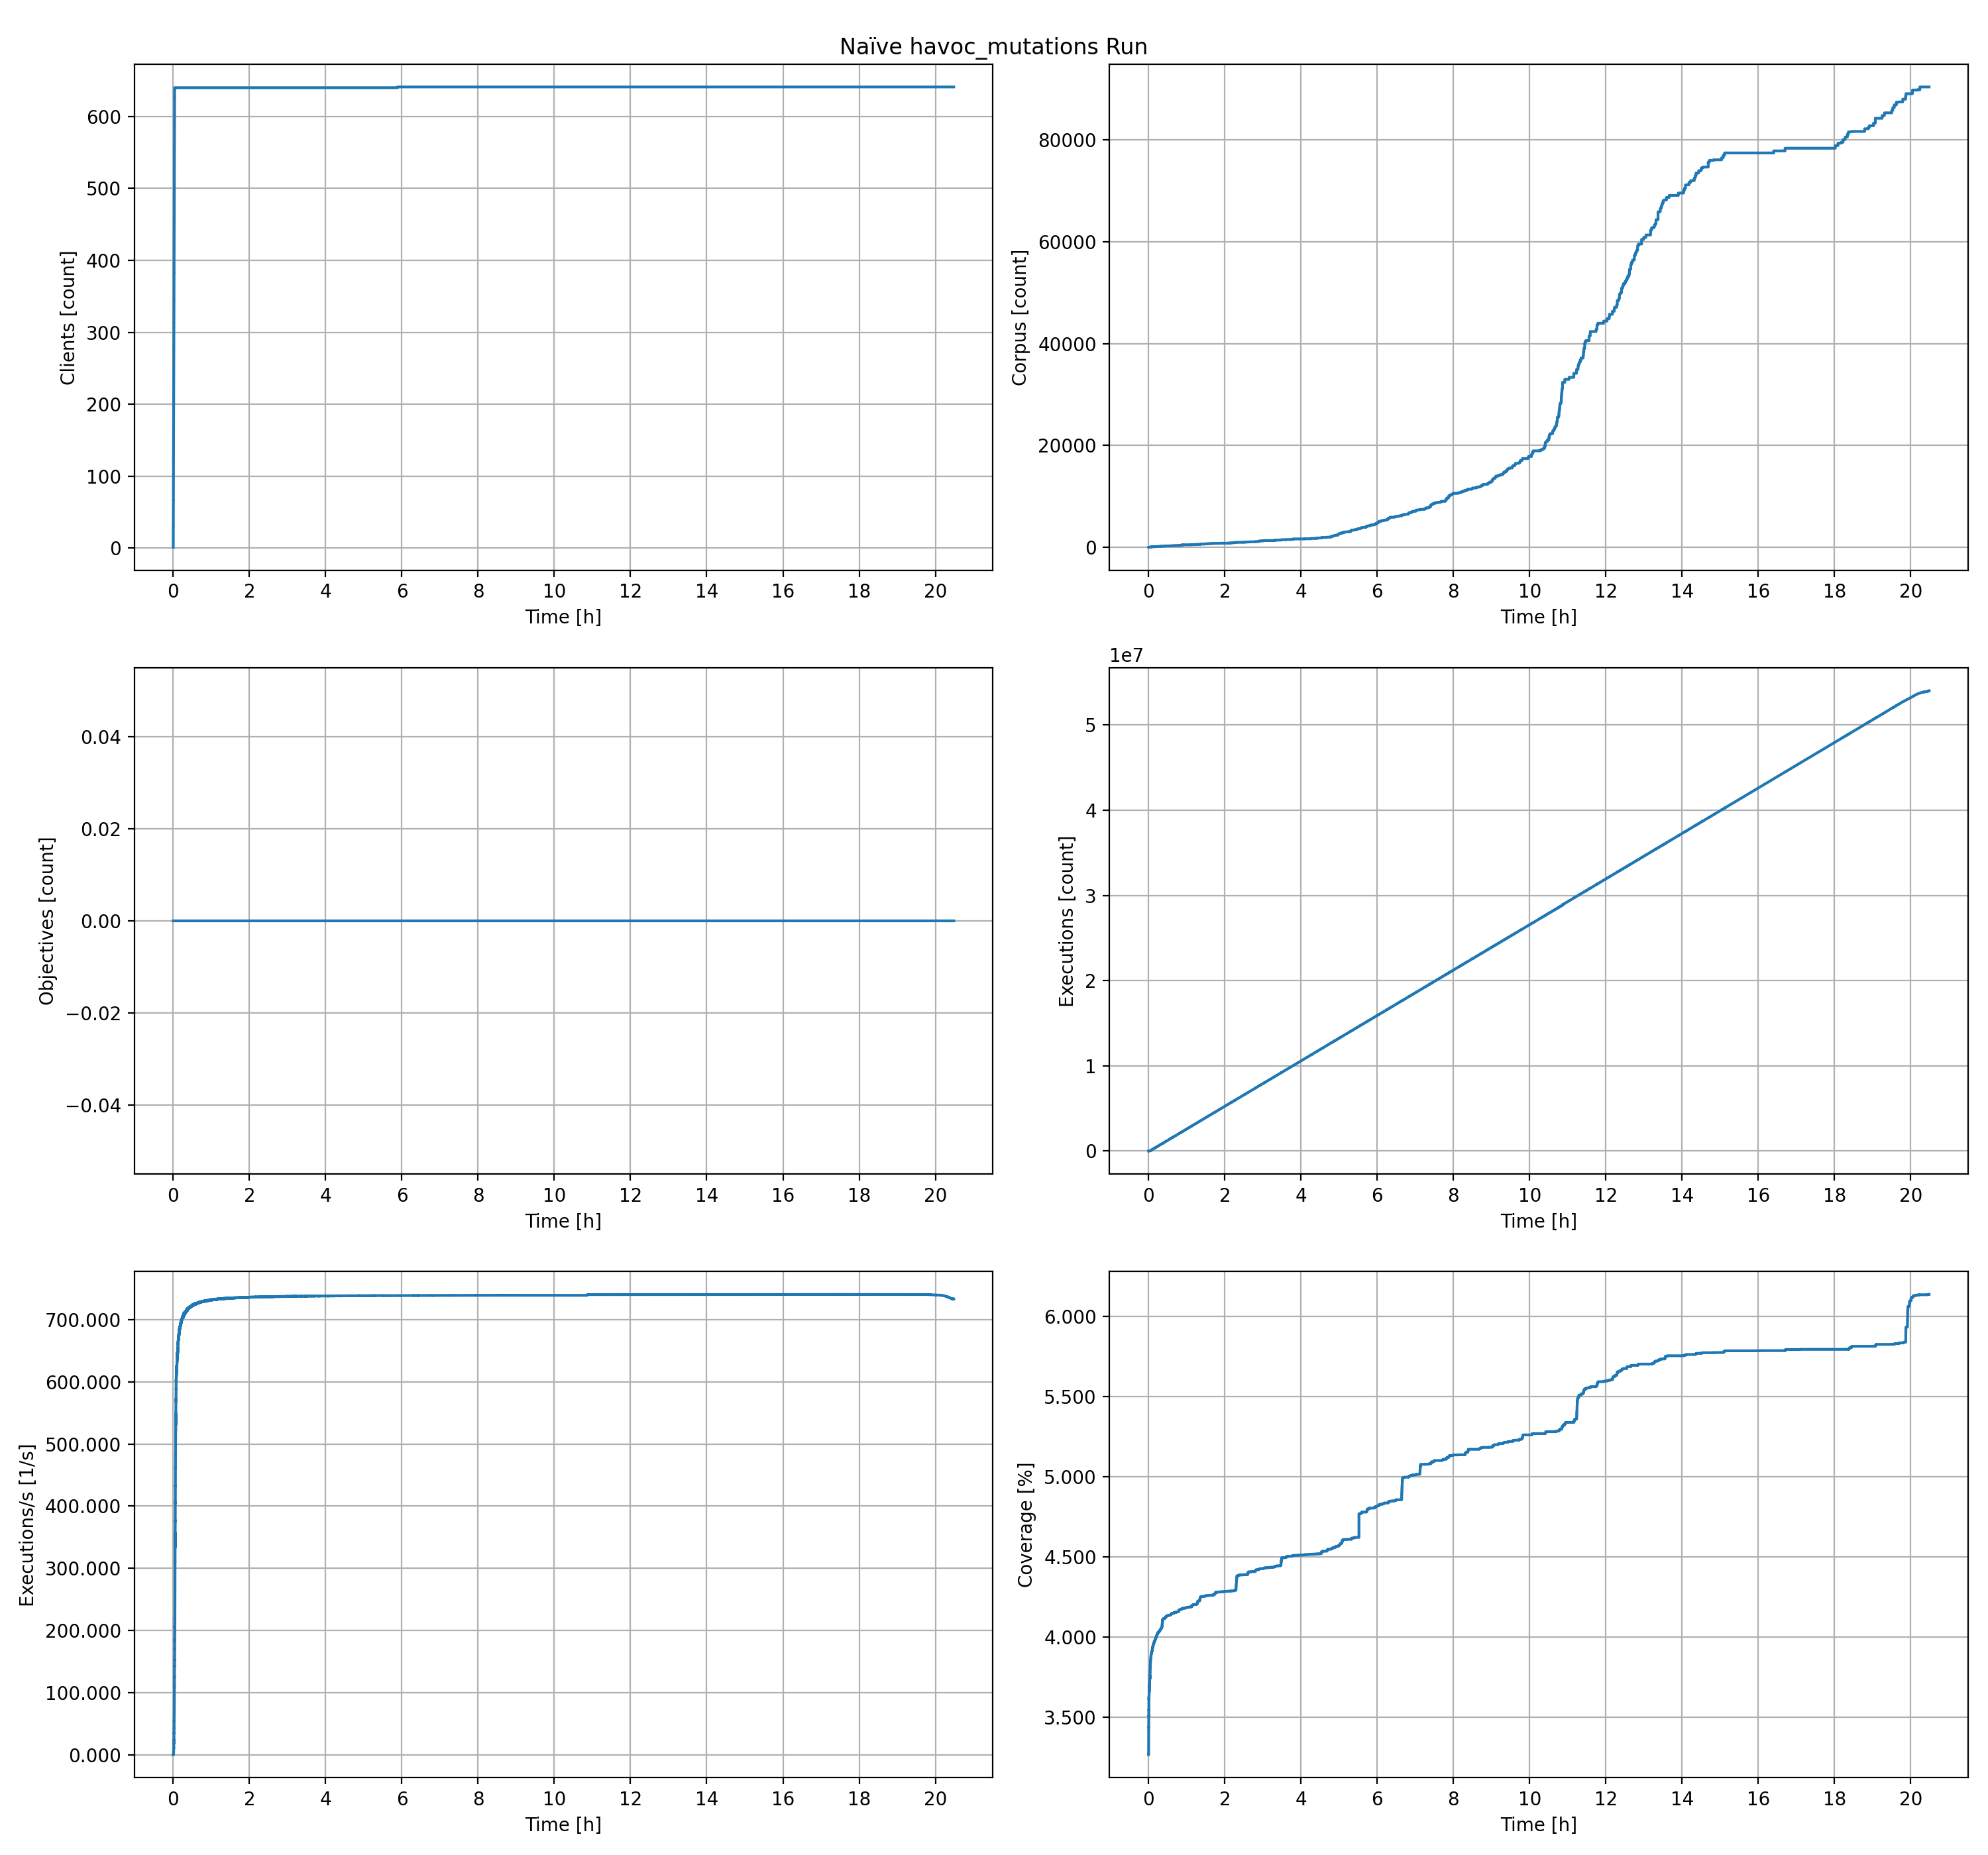 Naïve havoc_mutations Run
Clients [count]
600
500
400
300
200
100
0
0 2 4 6 8 10 12 14 16 18 20
Time [h]
Corpus [count]
80000
60000
40000
20000
0
0 2 4 6 8 10 12 14 16 18 20
Time [h]
Objectives [count]
0.04
0.02
0.00
−0.02
−0.04
0 2 4 6 8 10 12 14 16 18 20
Time [h]
1e7
Executions [count]
5
4
3
2
1
0
0 2 4 6 8 10 12 14 16 18 20
Time [h]
Executions/s [1/s]
700.000
600.000
500.000
400.000
300.000
200.000
100.000
0.000
0 2 4 6 8 10 12 14 16 18 20
Time [h]
Coverage [%]
6.000
5.500
5.000
4.500
4.000
3.500
0 2 4 6 8 10 12 14 16 18 20
Time [h]